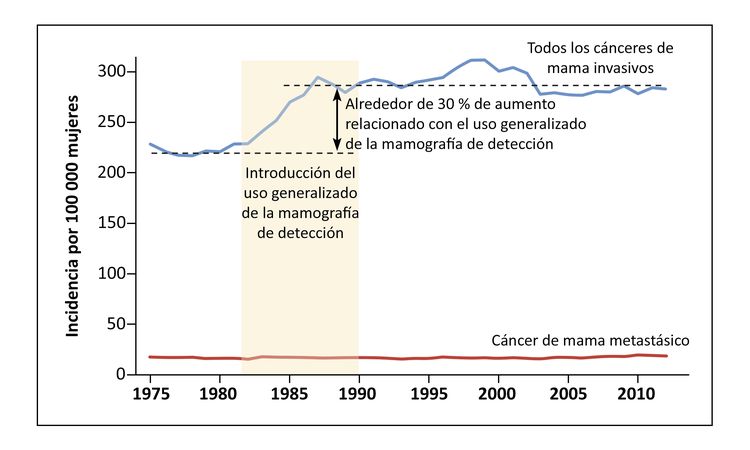 Todos los cánceres de
mama invasivos
300
Alrededor de 30 % de aumento
relacionado con el uso generalizado
de la mamografía de detección
250
200
Introducción del
uso generalizado
de la mamografía
de detección
150
100
50
0
Incidencia por 100 000 mujeres
Cáncer de mama metastásico
1975 1980 1985 1990 1995 2000 2005 2010